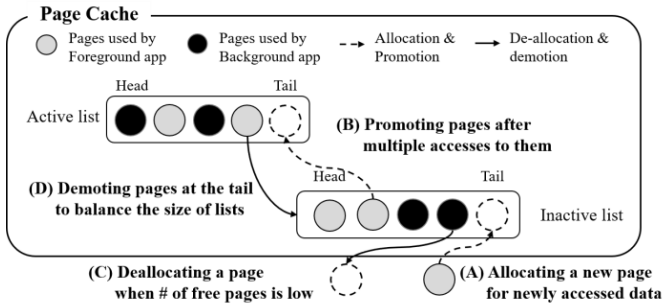 Page Cache
Pages used by
Foreground app
Pages used by
Background app
Allocation &
Promotion
De-allocation &
demotion
Head
Tail
Active list
(B) Promoting pages after
multiple accesses to them
(D) Demoting pages at the tail
to balance the size of lists
Head
Tail
Inactive list
(C) Deallocating a page
when # of free pages is low
(A) Allocating a new page
for newly accessed data